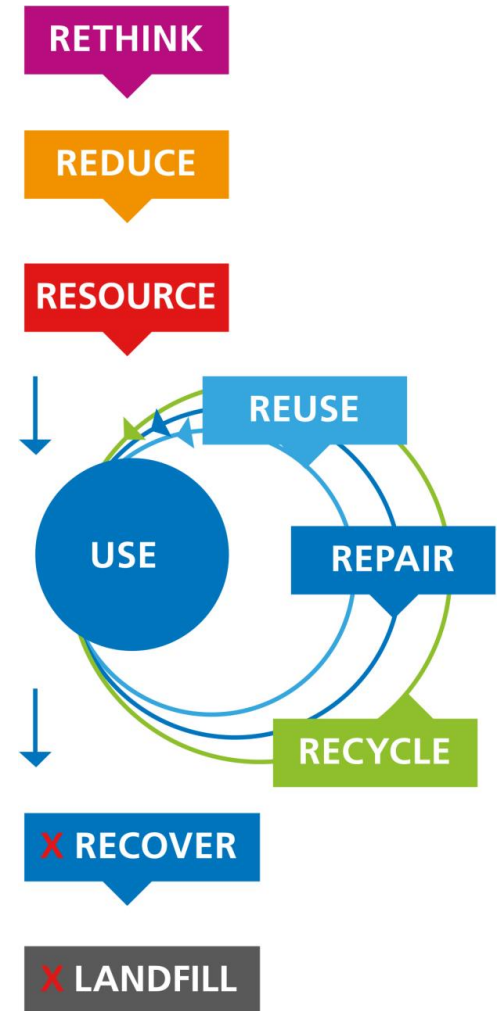 RETHINK
REDUCE
RESOURCE
REUSE
USE
REPAIR
RECYCLE
X RECOVER
X LANDFILL